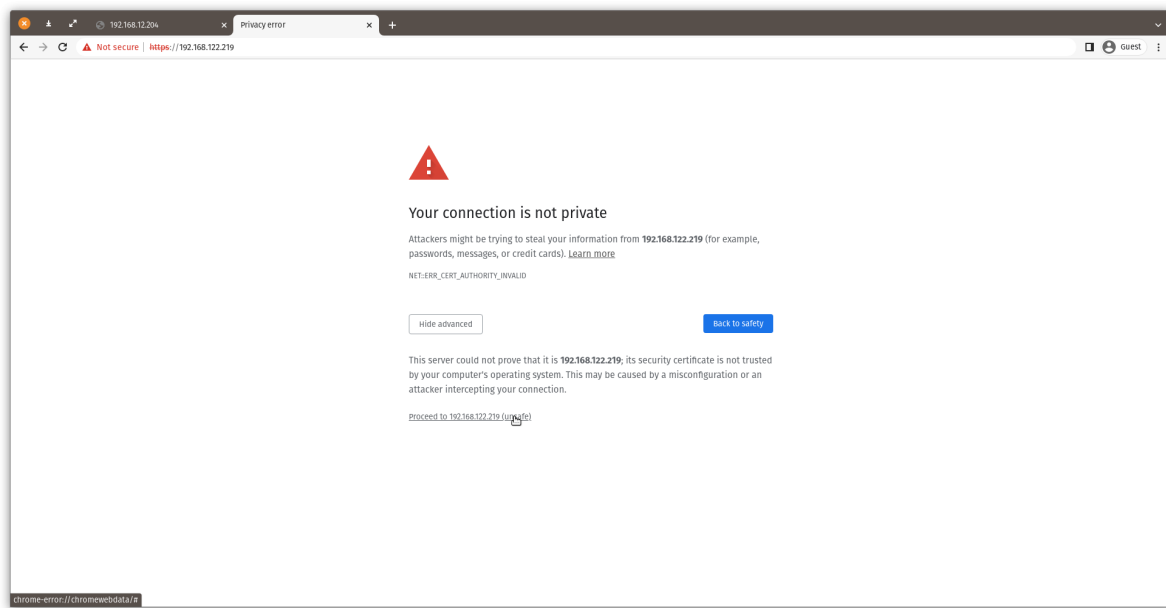 192.168.12.204
Privacy error
Not secure
https://192.168.122.219
Guest
Your connection is not private
Attackers might be trying to steal your information from 192.168.122.219 (for example,
passwords, messages, or credit cards). Learn more
NET::ERR_CERT_AUTHORITY_INVALID
Hide advanced
Back to safety
This server could not prove that it is 192.168.122.219; its security certificate is not trusted
by your computer's operating system. This may be caused by a misconfiguration or an
attacker intercepting your connection.
Proceed to 192.168.122.219 (unsafe)
chrome-error://chromewebdata/#